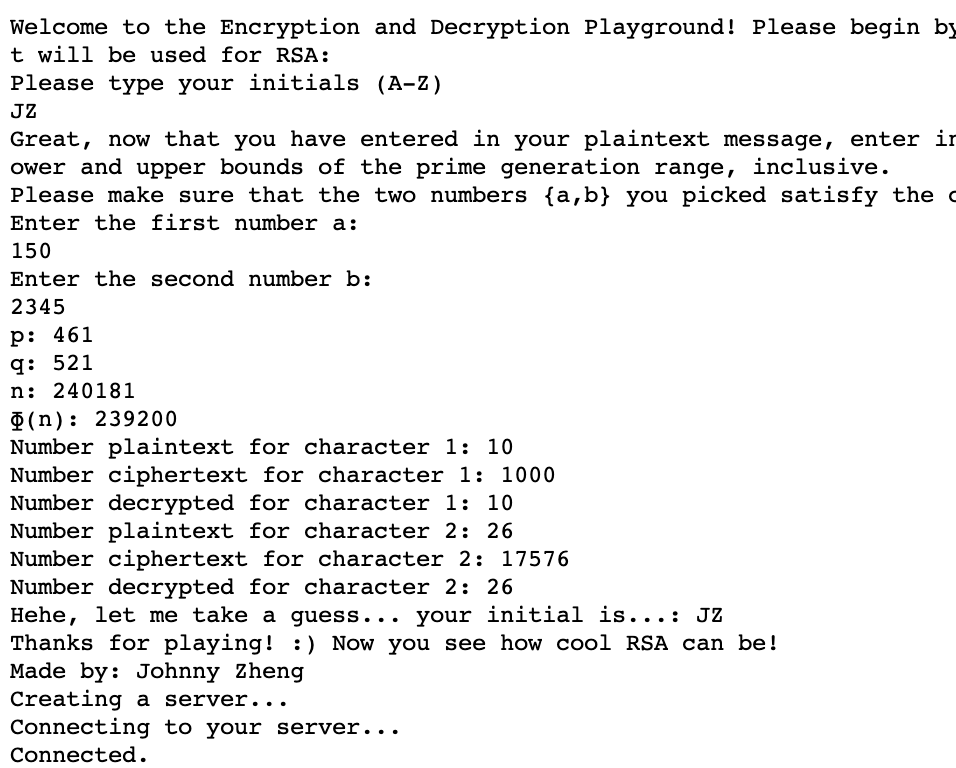 Welcome to the Encryption and Decryption Playground! Please begin by
t will be used for RSA:
Please type your initials (A-Z)
JZ
Great, now that you have entered in your plaintext message, enter in
ower and upper bounds of the prime generation range, inclusive.
Please make sure that the two numbers {a,b} you picked satisfy the
Enter the first number a:
150
Enter the second number b:
2345
p: 461
q: 521
n: 240181
Φ(n): 239200
Number plaintext for character 1: 10
Number ciphertext for character 1: 1000
Number decrypted for character 1: 10
Number plaintext for character 2: 26
Number ciphertext for character 2: 17576
Number decrypted for character 2: 26
Hehe, let me take a guess... your initial is...: JZ
Thanks for playing! :) Now you see how cool RSA can be!
Made by: Johnny Zheng
Creating a server...
Connecting to your server...
Connected.